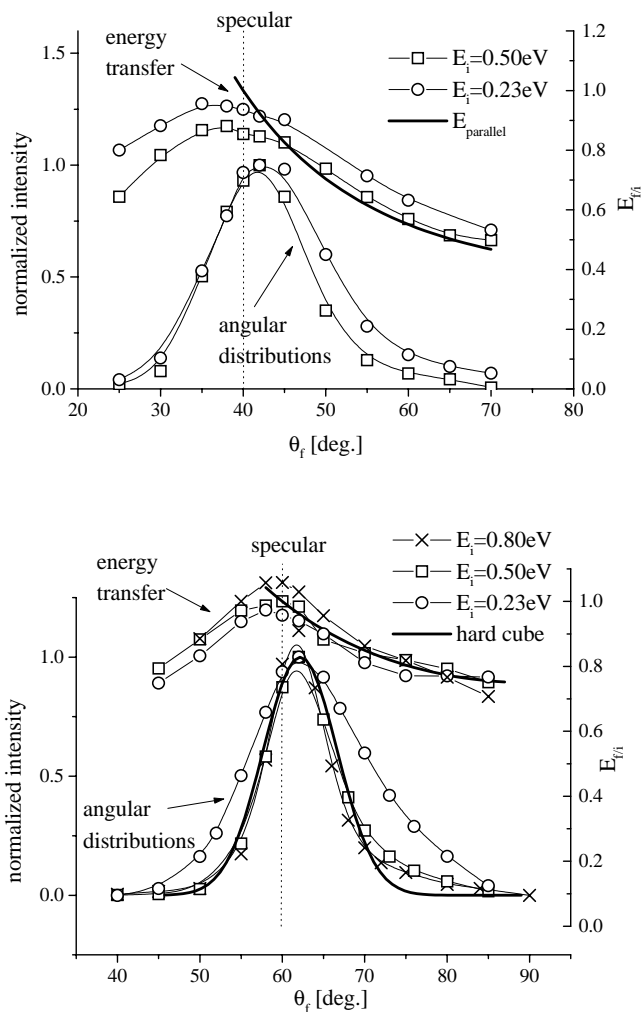 specular
energy
transfer
E_i=0.50eV
E_i=0.23eV
E_parallel
angular
distributions
normalized intensity
1.5
1.0
0.5
0.0
E_f/i
1.2
1.0
0.8
0.6
0.4
0.2
0.0
20 30 40 50 60 70 80
θ_f [deg.]
E_i=0.80eV
E_i=0.50eV
E_i=0.23eV
hard cube
specular
energy
transfer
angular
distributions
normalized intensity
1.0
0.5
0.0
E_f/i
1.0
0.8
0.6
0.4
0.2
0.0
40 50 60 70 80 90
θ_f [deg.]